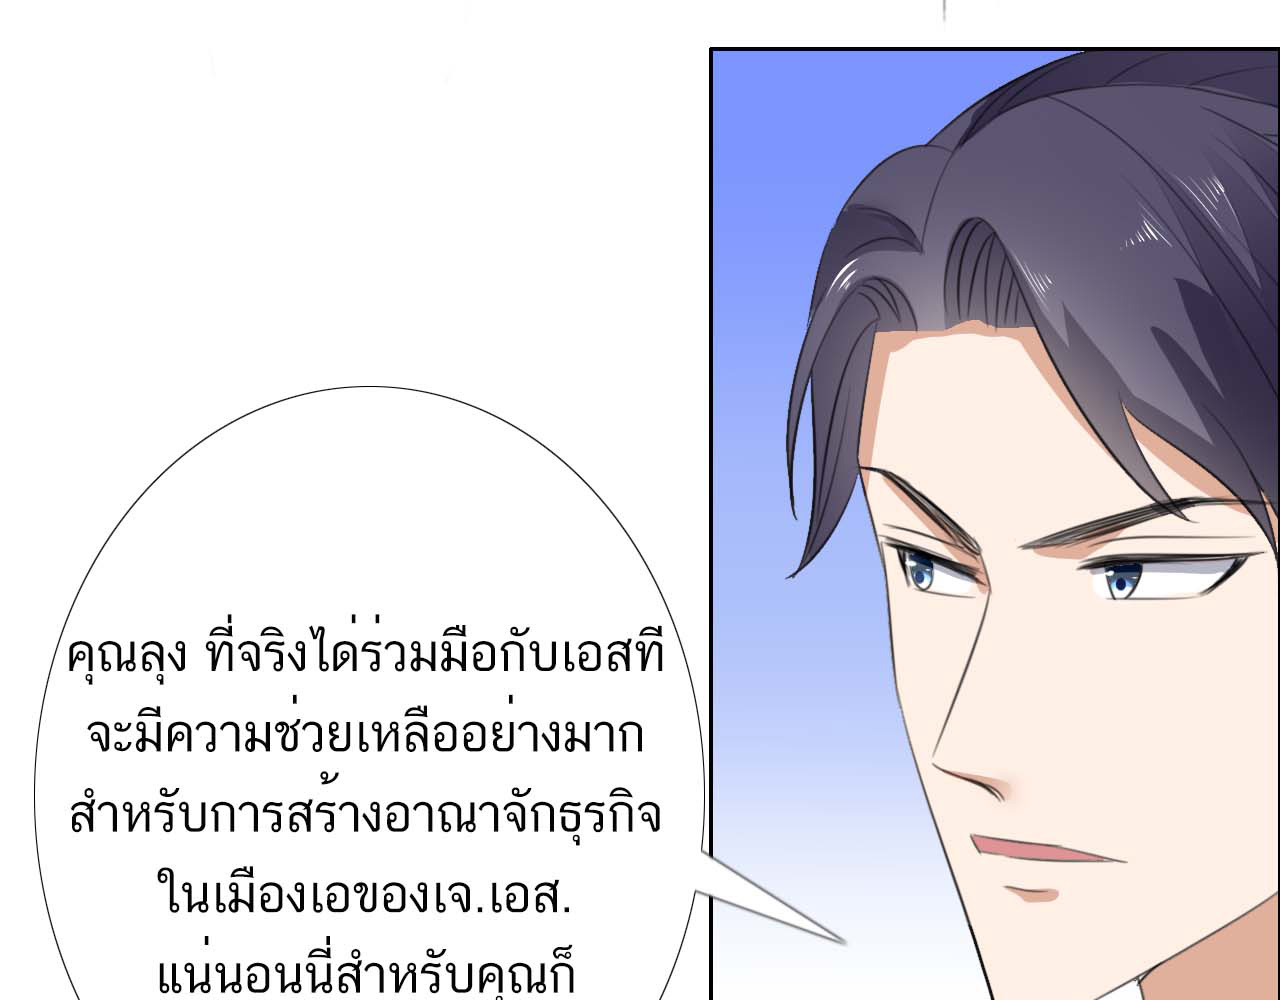 คุณลุง ที่จริงได่ร่วมมือกับเอสที
จะมีความช่วยเหลืออย่างมาก
สำหรับการสร้างอาณาจักธุรกิจ
ในเมืองเอของเจ.เอส.
แน่นอนนี่สำหรับคุณก็